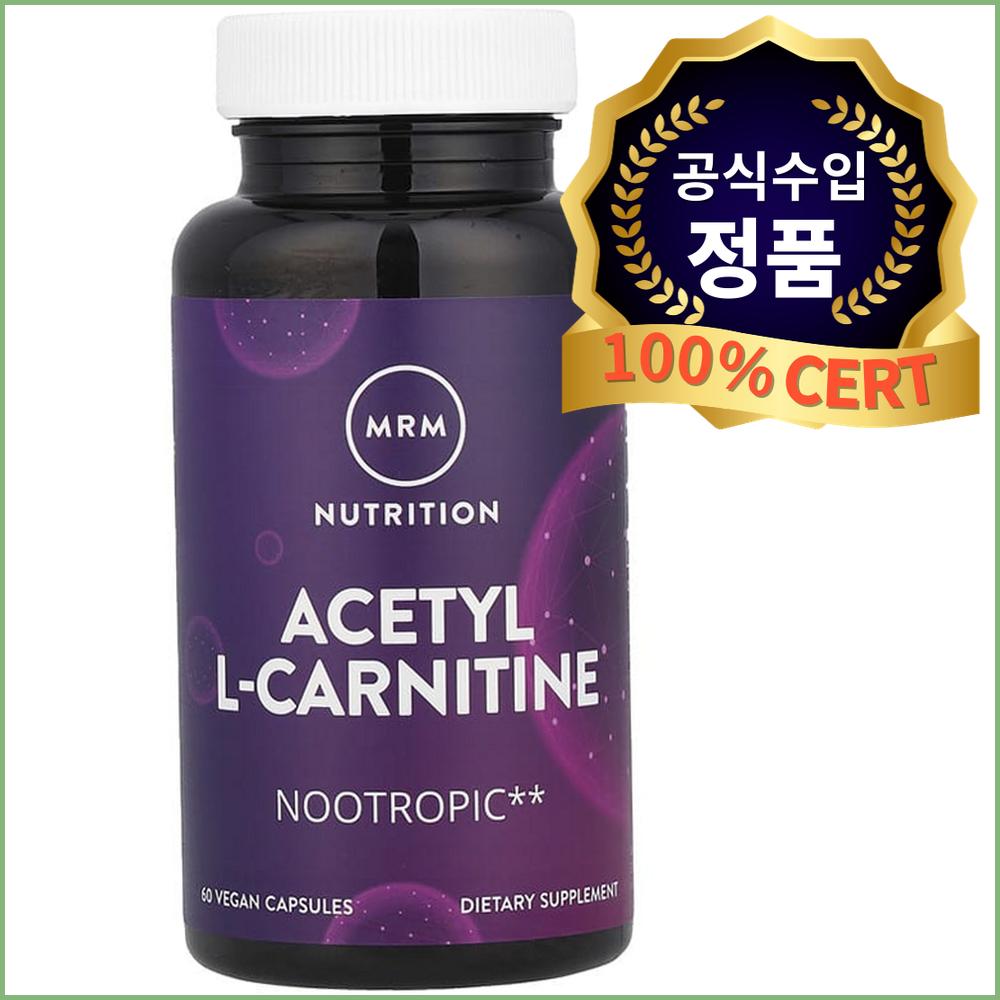 공식수입
정품
100% CERT
MRM
NUTRITION
ACETYL
L-CARNITINE
NOOTROPIC**
60 VEGAN CAPSULES
DIETARY SUPPLEMENT